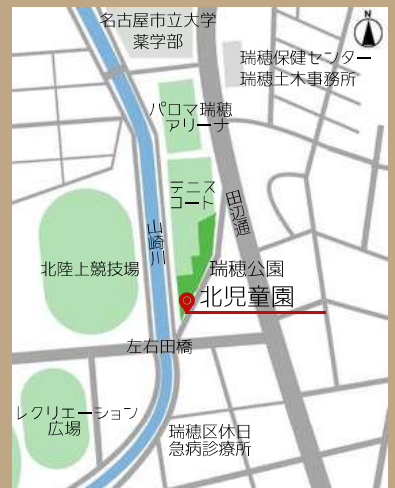 名古屋市立大学
薬学部
N
瑞穂保健センター
瑞穂土木事務所
パロマ瑞穂
アリーナ
テニス
コート
田辺通
山崎川
北陸上競技場
瑞穂公園
北児童園
左右田橋
レクリエーション
広場
瑞穂区休日
急病診療所